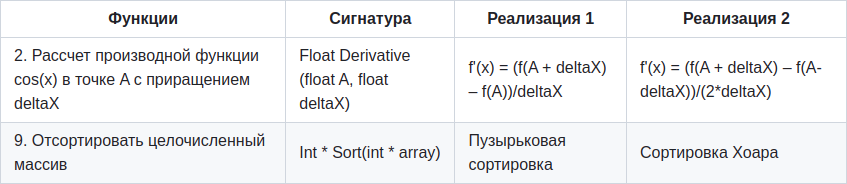 Функции
Сигнатура
Реализация 1
Реализация 2
2. Рассчет производной функции
cos(x) в точке A с приращением
deltaX
Float Derivative
(float A, float
deltaX)
f'(x) = (f(A + deltaX)
– f(A))/deltaX
f'(x) = (f(A + deltaX) – f(A-
deltaX))/(2*deltaX)
9. Отсортировать целочисленный
массив
Int * Sort(int * array)
Пузырьковая
сортировка
Сортировка Хоара